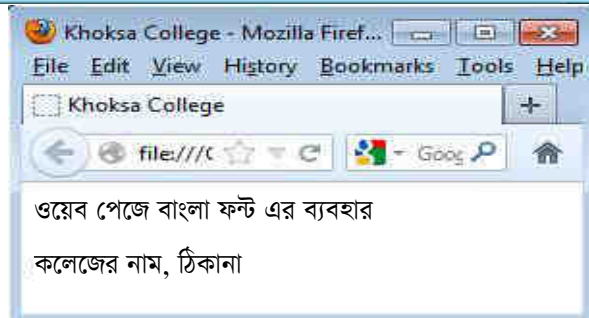 Khoksa College - Mozilla Firef...
File Edit View History Bookmarks Tools Help
Khoksa College +
file:///C Goog
ওয়েব পেজে বাংলা ফন্ট এর ব্যবহার
কলেজের নাম, ঠিকানা